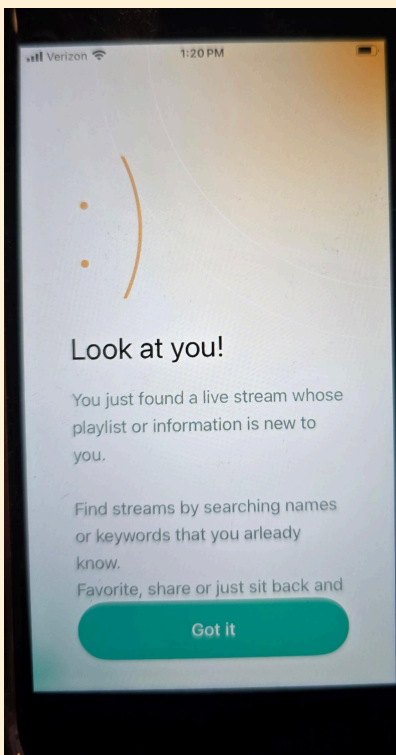 Verizon 1:20 PM
:)
Look at you!
You just found a live stream whose
playlist or information is new to
you.
Find streams by searching names
or keywords that you arleady
know.
Favorite, share or just sit back and
Got it